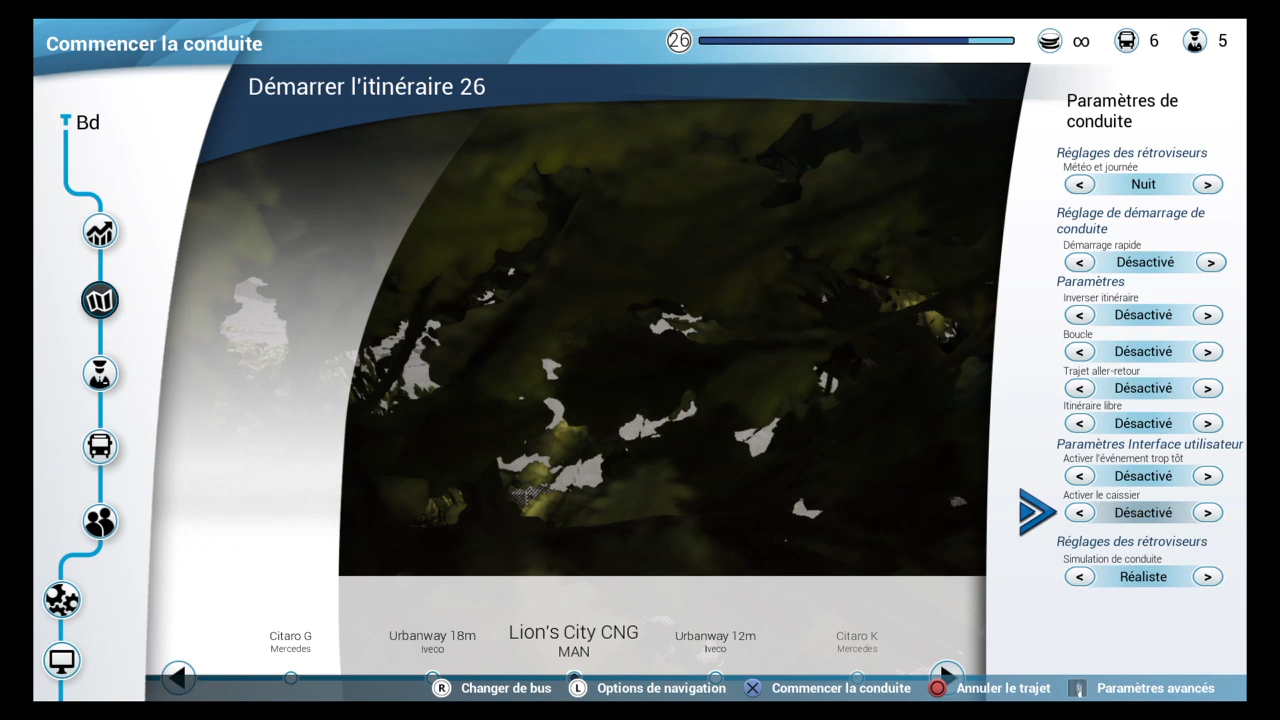 Commencer la conduite
26
∞
6
5
Démarrer l'itinéraire 26
Bd
Paramètres de
conduite
Réglages des rétroviseurs
Météo et journée
< Nuit >
Réglage de démarrage de
conduite
Démarrage rapide
< Désactivé >
Paramètres
Inverser itinéraire
< Désactivé >
Boucle
< Désactivé >
Trajet aller-retour
< Désactivé >
Itinéraire libre
< Désactivé >
Paramètres Interface utilisateur
Activer l'événement trop tôt
< Désactivé >
Activer le caissier
< Désactivé >
Réglages des rétroviseurs
Simulation de conduite
< Réaliste >
Citaro G
Mercedes
Urbanway 18m
Iveco
Lion's City CNG
MAN
Urbanway 12m
Iveco
Citaro K
Mercedes
R Changer de bus
L Options de navigation
Commencer la conduite
Annuler le trajet
Paramètres avancés